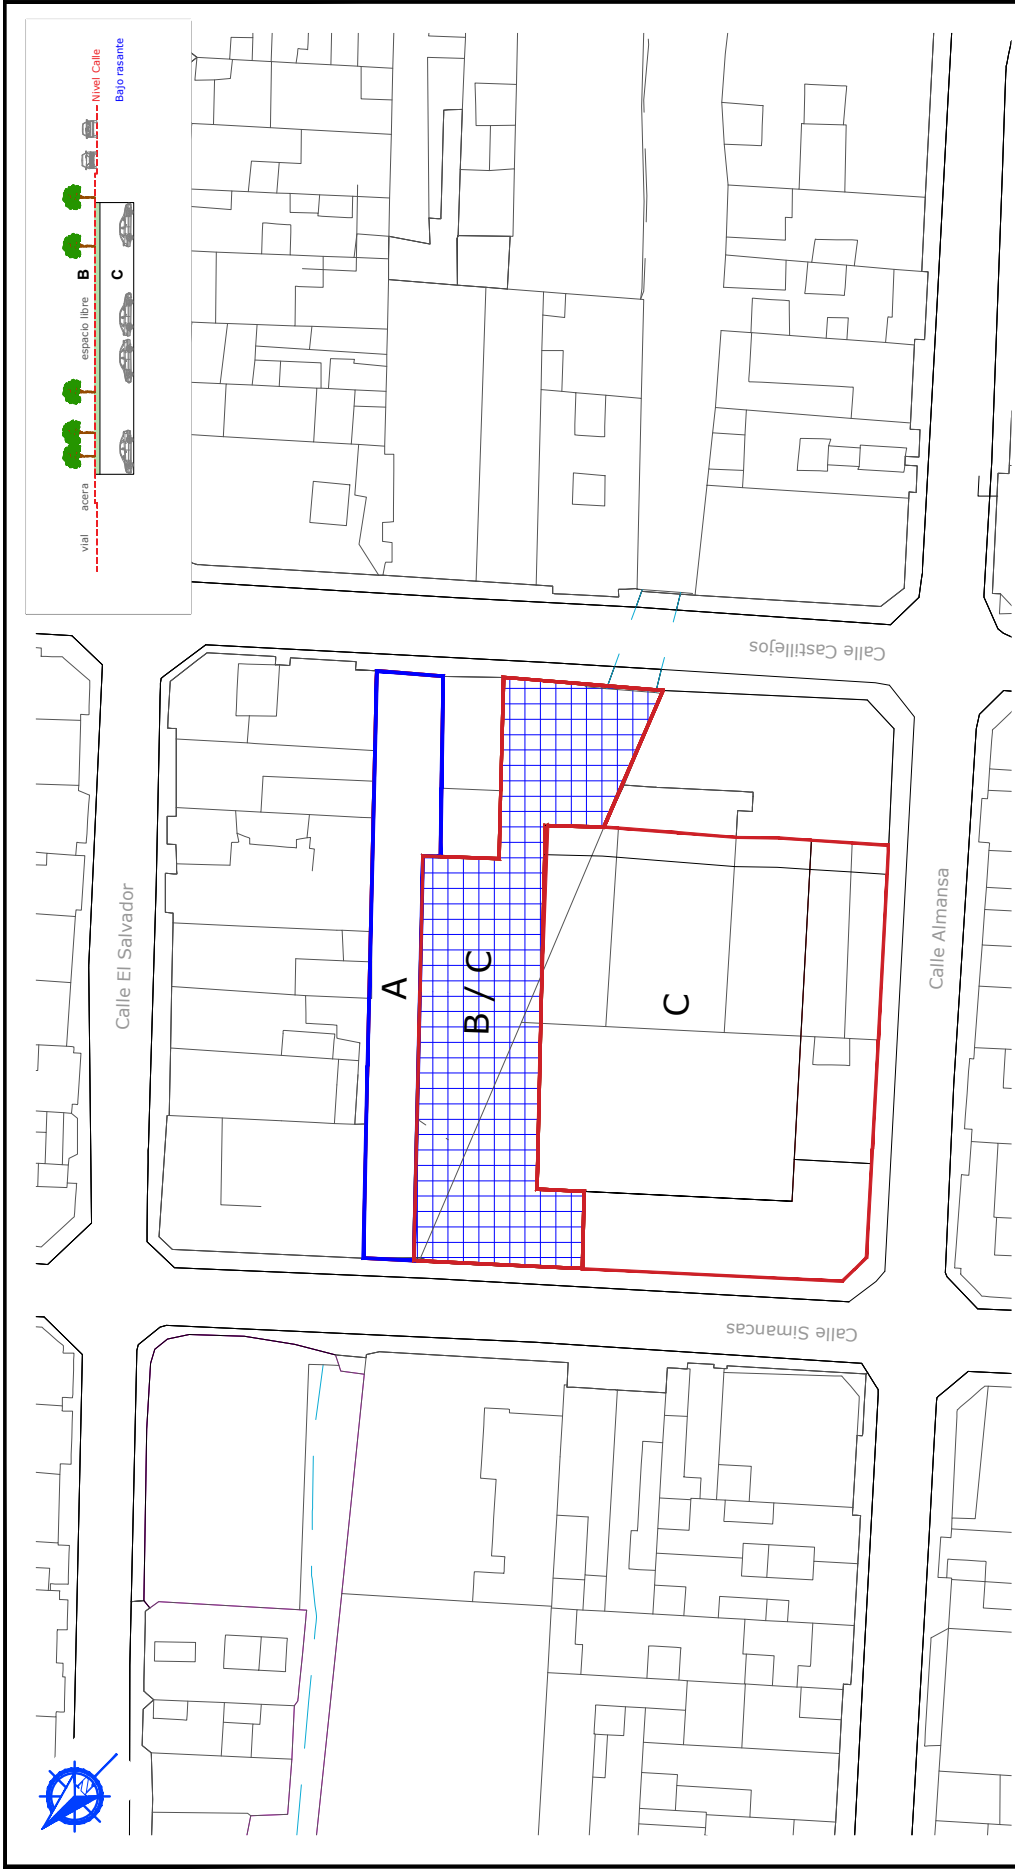 Nivel Calle
Bajo rasante
B
C
espacio libre
acera
vial
Calle Castillejos
Calle El Salvador
A
B / C
C
Calle Almansa
Calle Simancas